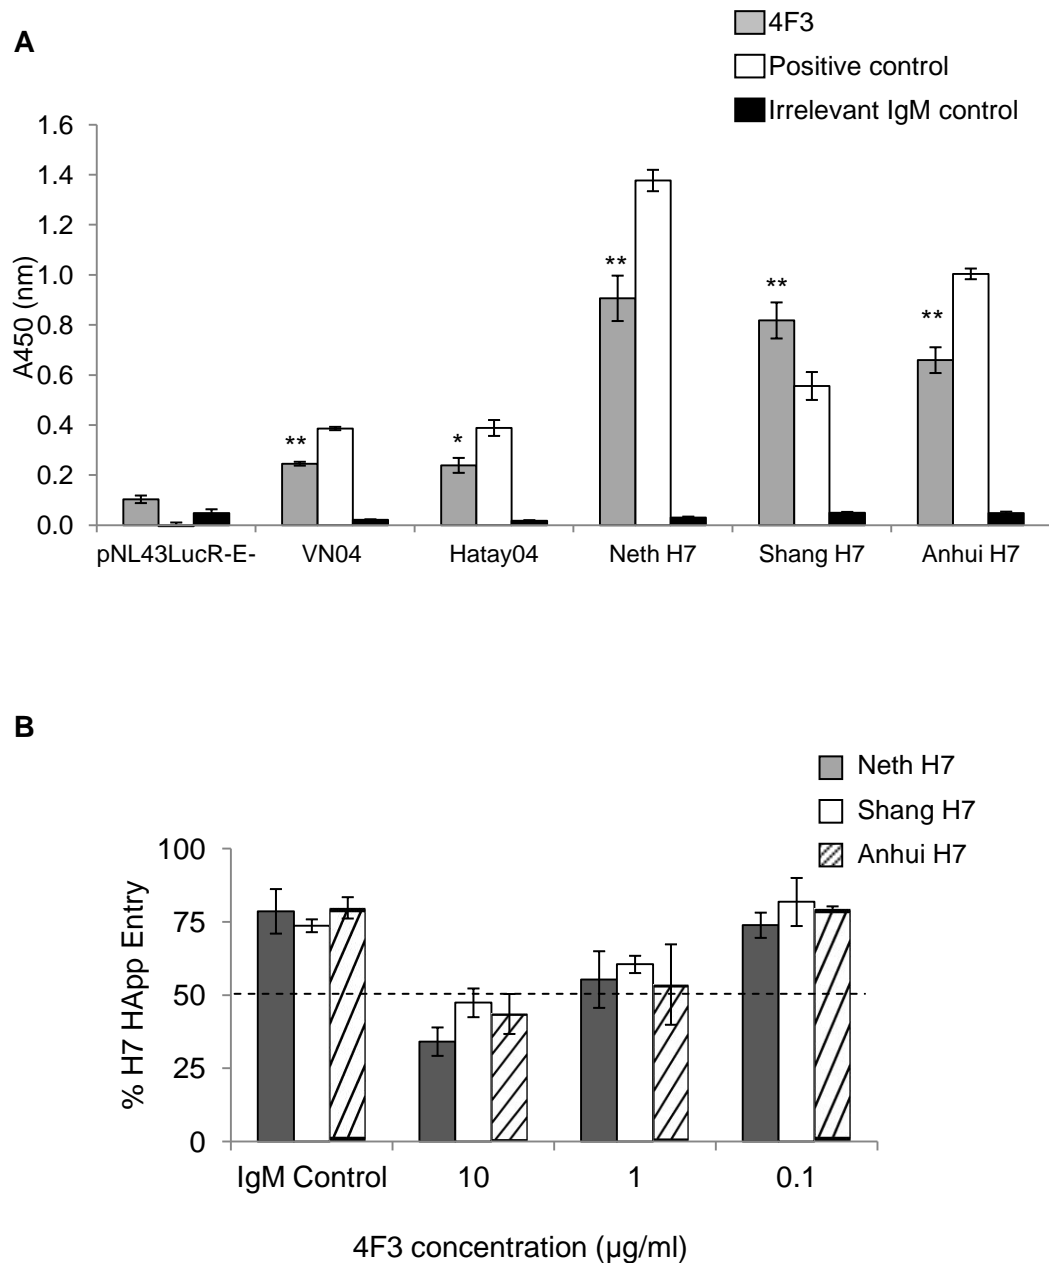 A
4F3
Positive control
Irrelevant IgM control
1.6
1.4
1.2
1.0
0.8
0.6
0.4
0.2
0.0
A450 (nm)
**
*
**
**
**
pNL43LucR-E-
VN04
Hatay04
Neth H7
Shang H7
Anhui H7
B
Neth H7
Shang H7
Anhui H7
100
75
50
25
0
% H7 HApp Entry
IgM Control
10
1
0.1
4F3 concentration (µg/ml)